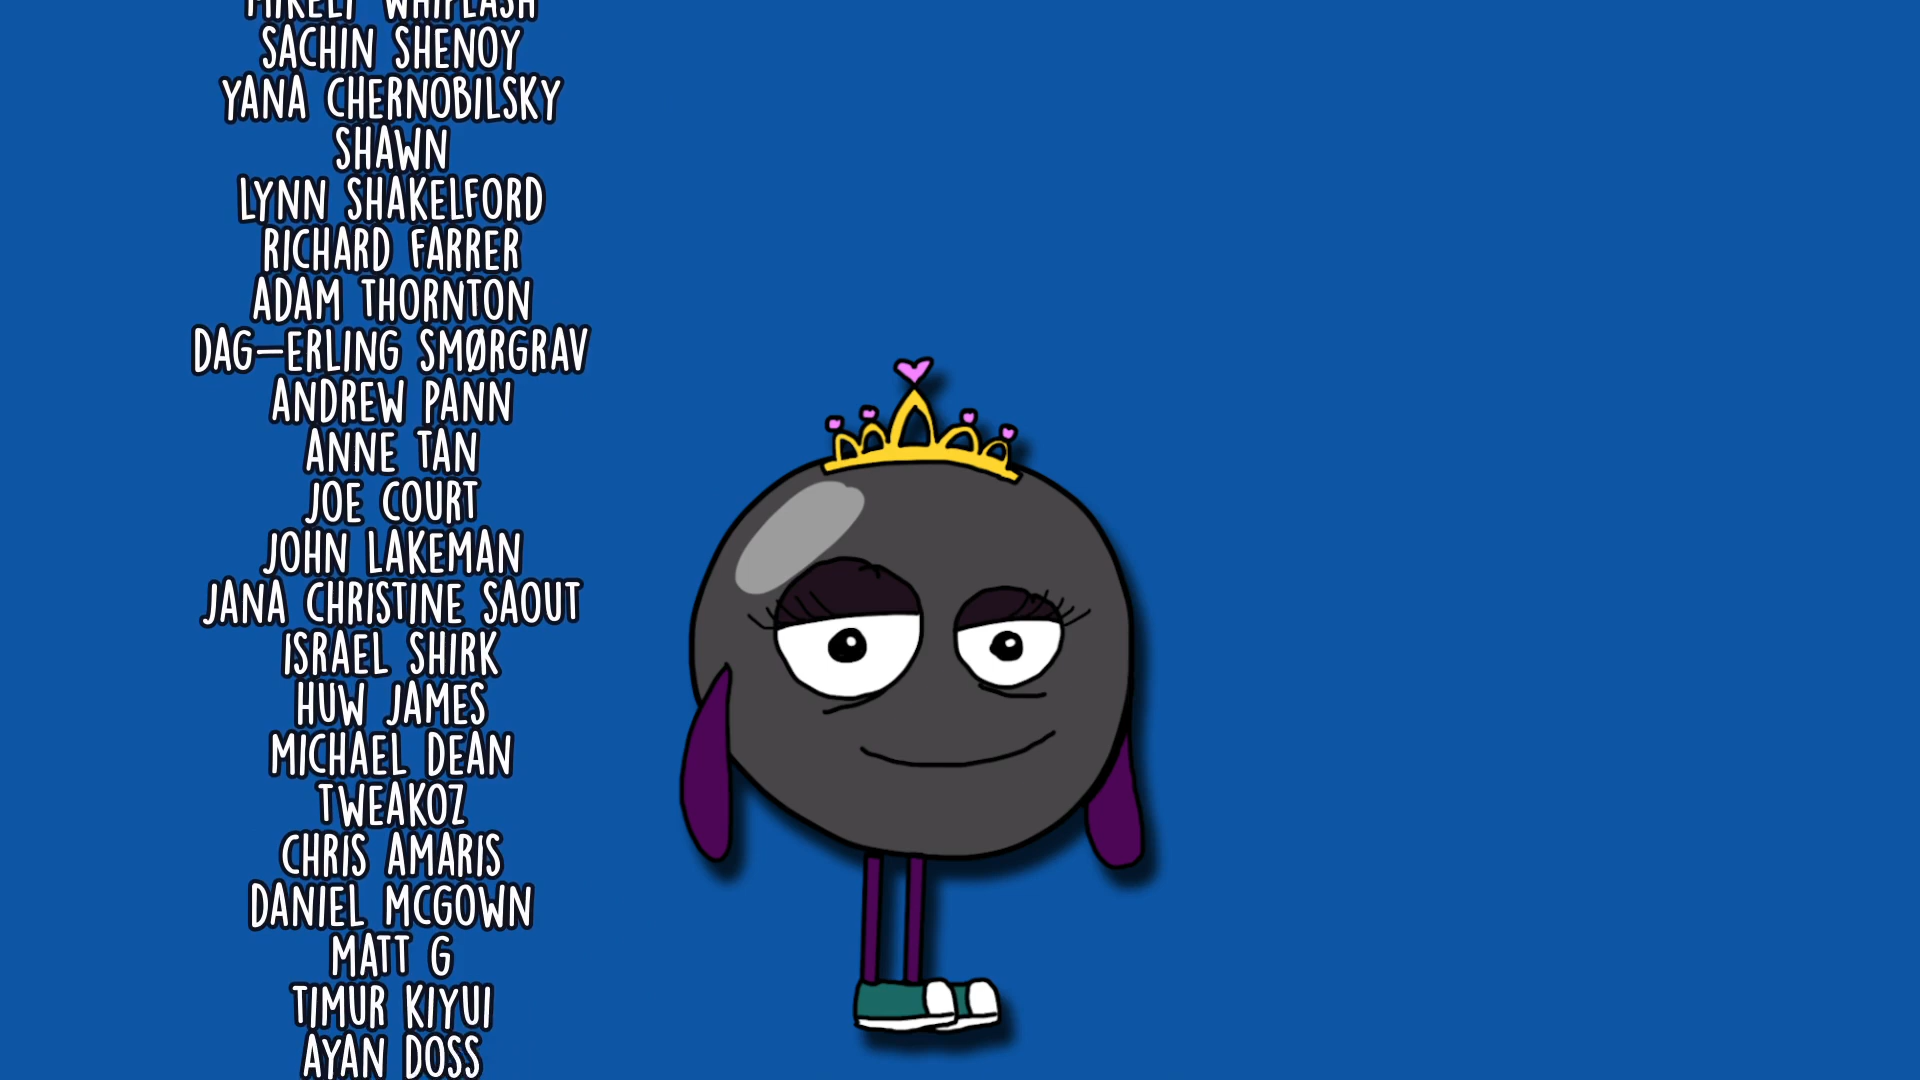 MIKELY WHIPLASH
SACHIN SHENOY
YANA CHERNOBILSKY
SHAWN
LYNN SHAKELFORD
RICHARD FARRER
ADAM THORNTON
DAG-ERLING SMØRGRAV
ANDREW PANN
ANNE TAN
JOE COURT
JOHN LAKEMAN
JANA CHRISTINE SAOUT
ISRAEL SHIRK
HUW JAMES
MICHAEL DEAN
TWEAKOZ
CHRIS AMARIS
DANIEL MCGOWN
MATT G
TIMUR KIYUI
AYAN DOSS